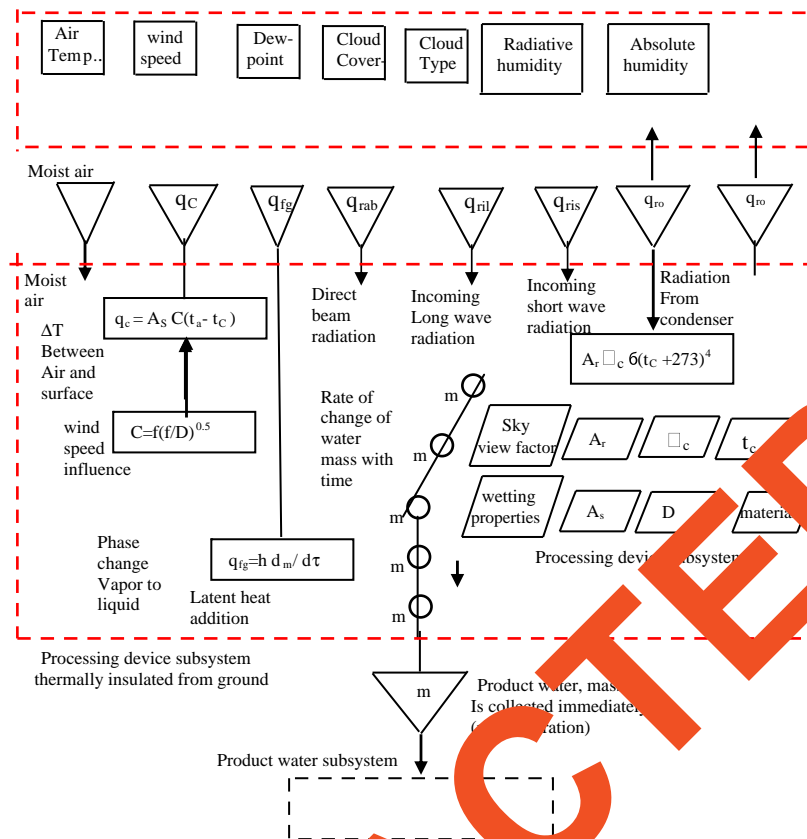 Air
Temp..
wind
speed
Dew-
point
Cloud
Cover-
Cloud
Type
Radiative
humidity
Absolute
humidity
Moist air
qC
qfg
qrab
qril
qris
qro
qro
Moist
air
qc = AS C(ta- tC )
ΔT
Between
Air and
surface
wind
speed
influence
C=f(f/D)0.5
Direct
beam
radiation
Incoming
Long wave
radiation
Incoming
short wave
radiation
Radiation
From
condenser
Ar □c б(tC +273)4
Rate of
change of
water
mass with
time
m
m
m
m
m
Sky
view factor
Ar
□c
tc
wetting
properties
As
D
materia
Phase
change
Vapor to
liquid
qfg=h dm/ dτ
Latent heat
addition
Processing device subsystem
Processing device subsystem
thermally insulated from ground
m
Product water, mass
Is collected immediately
Product water subsystem
CTE